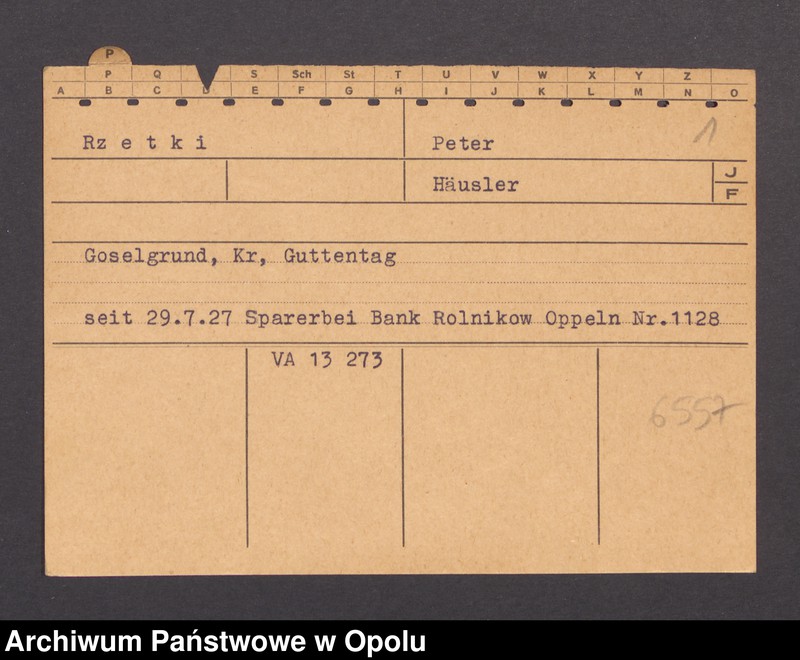 P
P Q S Sch St T U V W X Y Z
A B C D E F G H I J K L M N O
Rz e t k i Peter 1
Häusler J
F
Goselgrund, Kr, Guttentag
seit 29.7.27 Sparerbei Bank Rolnikow Oppeln Nr.1128
VA 13 273
6557
Archiwum Państwowe w Opolu